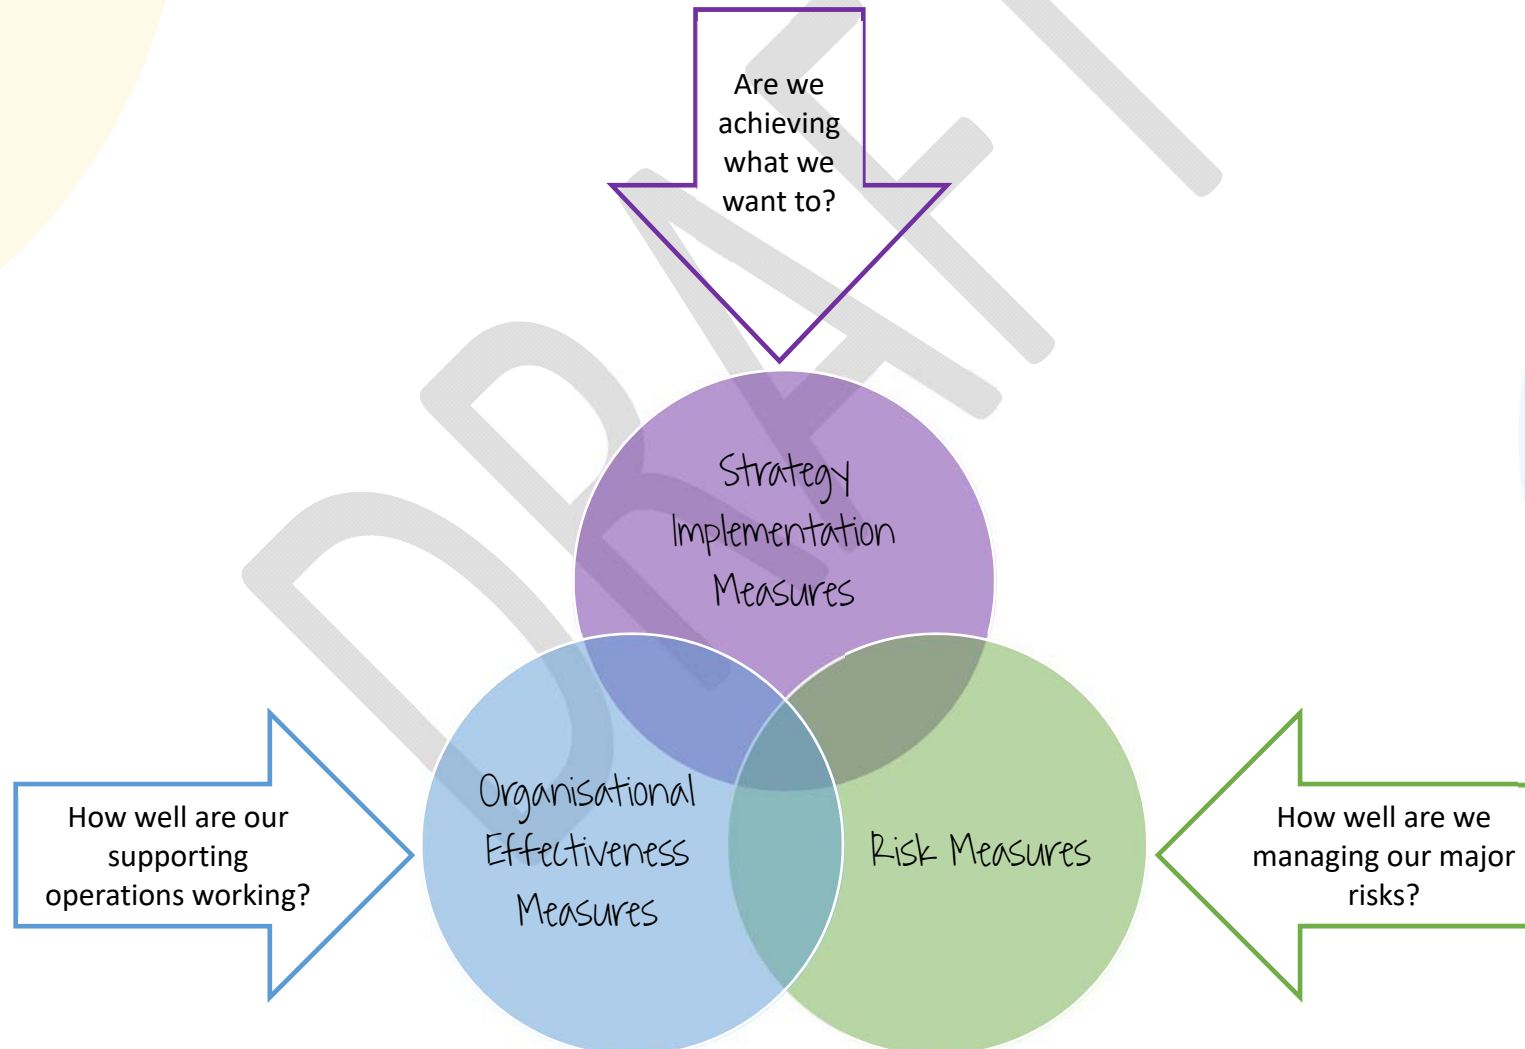 Are we
achieving
what we
want to?
DRAFT
Strategy
Implementation
Measures
How well are our
supporting
operations working?
Organisational
Effectiveness
Measures
Risk Measures
How well are we
managing our major
risks?